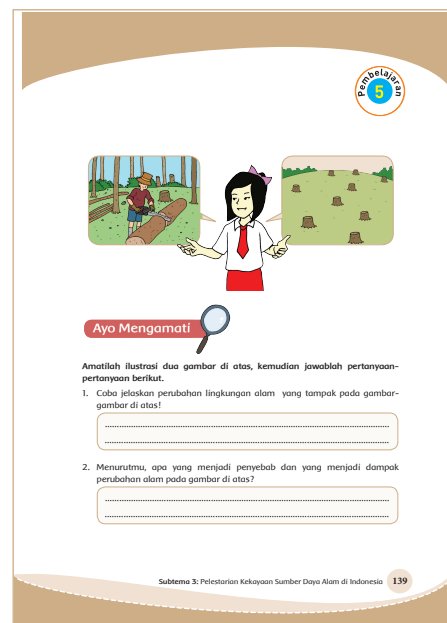 Pembelajaran
5
Ayo Mengamati
Amatilah ilustrasi dua gambar di atas, kemudian jawablah pertanyaan-
pertanyaan berikut.
1. Coba jelaskan perubahan lingkungan alam yang tampak pada gambar-
gambar di atas!
2. Menurutmu, apa yang menjadi penyebab dan yang menjadi dampak
perubahan alam pada gambar di atas?
Subtema 3: Pelestarian Kekayaan Sumber Daya Alam di Indonesia 139